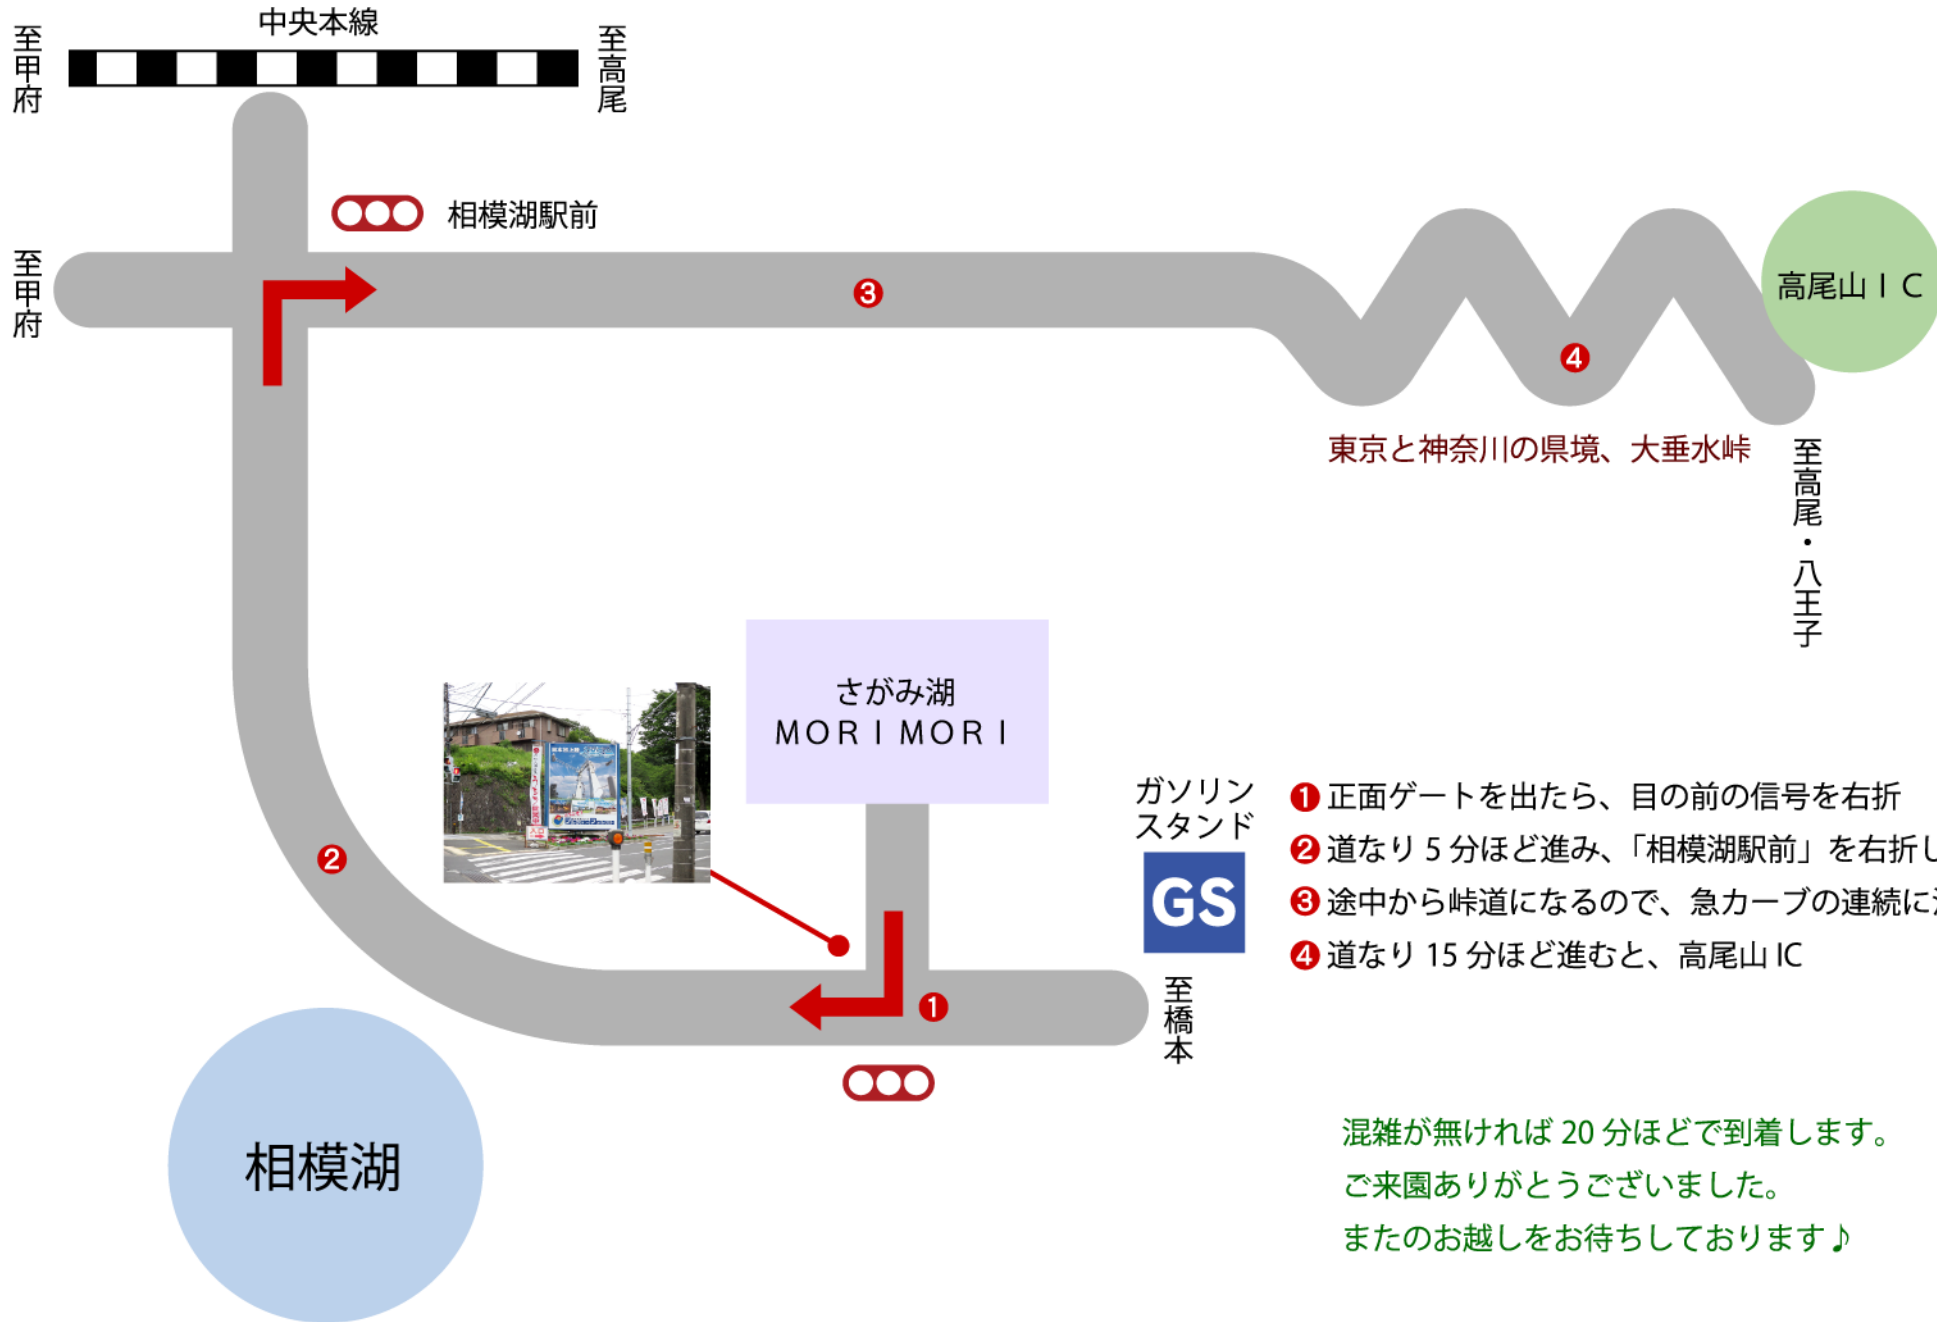 中央本線
至甲府
至高尾
相模湖駅前
至甲府
高尾山ＩＣ
東京と神奈川の県境、大垂水峠
至高尾・八王子
さがみ湖
ＭＯＲＩＭＯＲＩ
ガソリン
スタンド
GS
至橋本
❶正面ゲートを出たら、目の前の信号を右折
❷道なり 5 分ほど進み、「相模湖駅前」を右折し
❸途中から峠道になるので、急カーブの連続に
❹道なり 15 分ほど進むと、高尾山 IC
❸
❹
❷
❶
入口
相模湖
混雑が無ければ 20 分ほどで到着します。
ご来園ありがとうございました。
またのお越しをお待ちしております♪